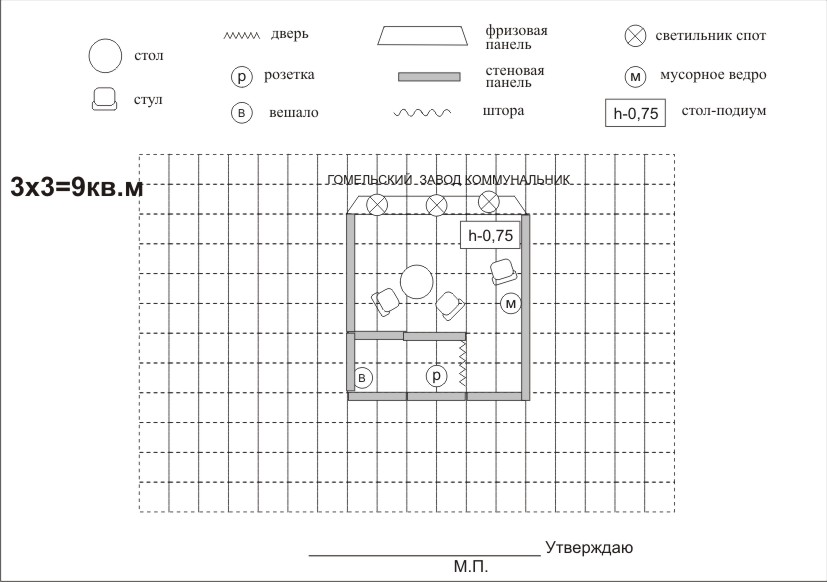 стол
стул
дверь
розетка
р
вешало
в
фризовая
панель
стеновая
панель
штора
светильник спот
мусорное ведро
м
стол-подиум
h-0,75
3х3=9кв.м
ГОМЕЛЬСКИЙ ЗАВОД КОММУНАЛЬНИК
h-0,75
м
в
р
Утверждаю
М.П.